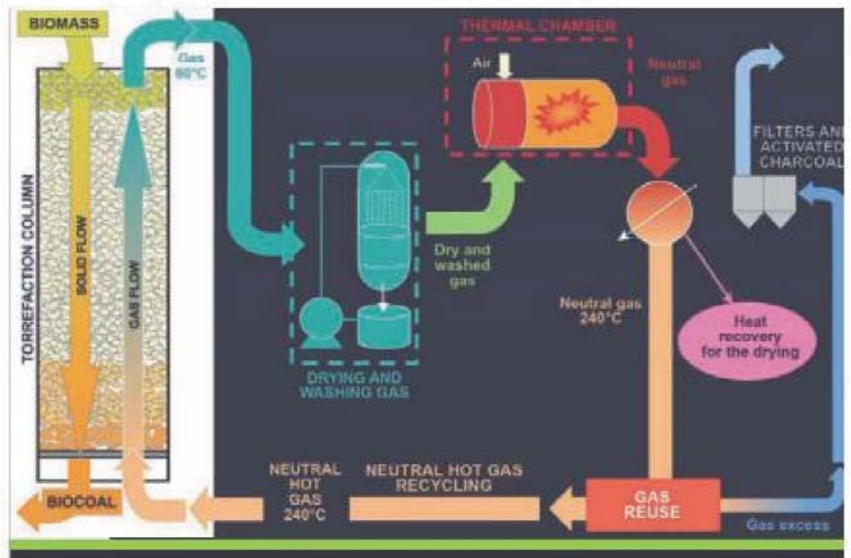 BIOMASS
Gas
60°C
THERMAL CHAMBER
Air
Neutral
gas
FILTERS AND
ACTIVATED
CHARCOAL
TORREFACTION COLUMN
SOLID FLOW
GAS FLOW
Dry and
washed
gas
Neutral gas
240°C
Heat
recovery
for the drying
DRYING AND
WASHING GAS
NEUTRAL
HOT
GAS
240°C
NEUTRAL HOT GAS
RECYCLING
GAS
REUSE
BIOCOAL
Gas excess